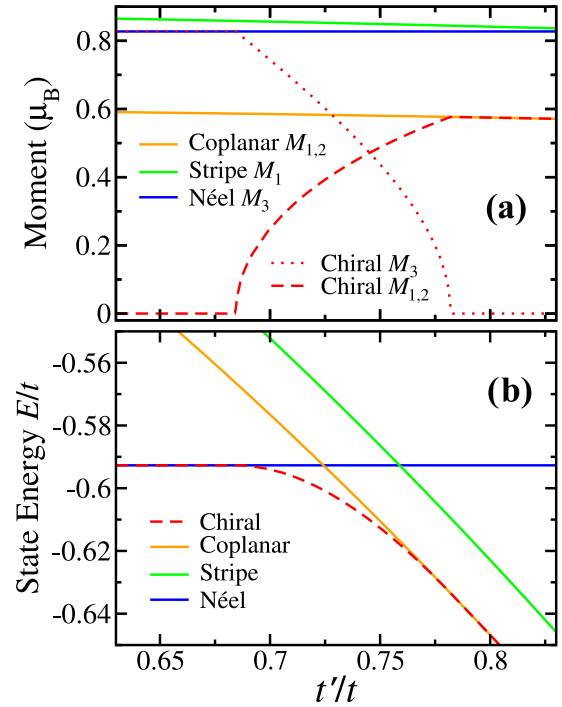 0.8
0.6
0.4
0.2
0
Moment (μB)
Coplanar M1,2
Stripe M1
Néel M3
(a)
Chiral M3
Chiral M1,2
-0.56
-0.58
-0.6
-0.62
-0.64
State Energy E/t
(b)
Chiral
Coplanar
Stripe
Néel
0.65 0.7 0.75 0.8
t'/t